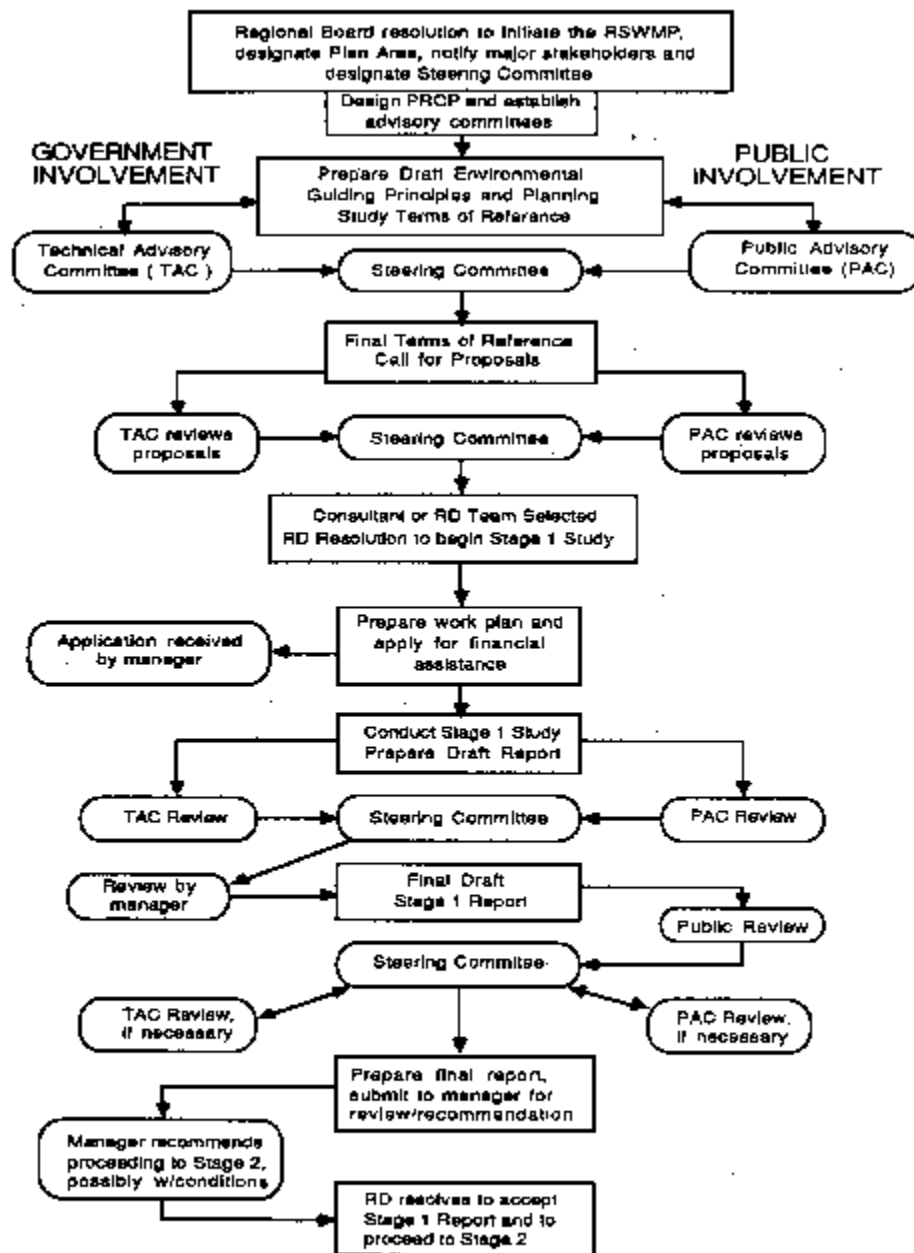 Regional Board resolution to Initiate the RSWMP,
designate Plan Area, notify major stakeholders and
designate Steering Committee
Design PRCP and establish
advisory commitees
GOVERNMENT
INVOLVEMENT
PUBLIC
INVOLVEMENT
Prepare Draft Environmental
Guiding Principles and Planning
Study Terms of Reference
Technical Advisory
Committee ( TAC )
Steering Committee
Public Advisory
Committee (PAC)
Final Terms of Reference
Call for Proposals
TAC reviews
proposals
Steering Committee
PAC reviews
proposals
Consultant or RD Team Selected
RD Resolution to begin Stage 1 Study
Application received
by manager
Prepare work plan and
apply for financial
assistance
Conduct Stage 1 Study
Prepare Draft Report
TAC Review
Steering Committee
PAC Review
Review by
manager
Final Draft
Stage 1 Report
Public Review
Steering Commitee
TAC Review,
if necessary
PAC Review,
if necessary
Prepare final report,
submit to manager for
review/recommendation
Manager recommends
proceeding to Stage 2,
possibly w/conditions
RD resolves to accept
Stage 1 Report and to
proceed to Stage 2